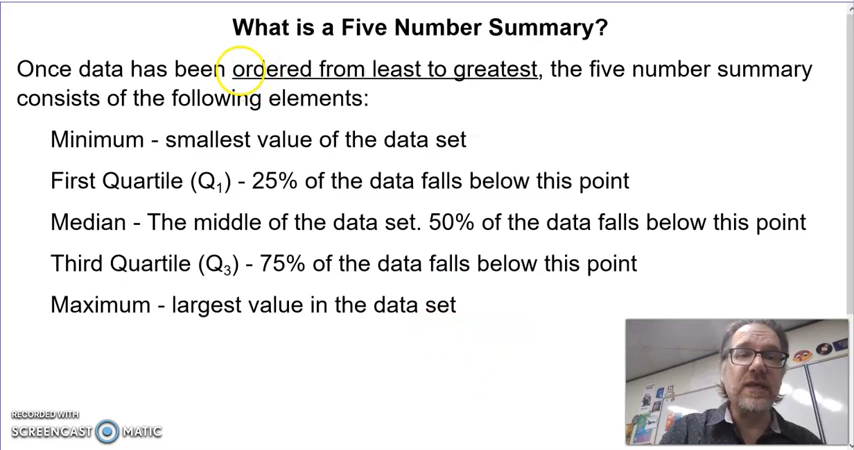 What is a Five Number Summary?
Once data has been ordered from least to greatest, the five number summary
consists of the following elements:
Minimum - smallest value of the data set
First Quartile (Q₁) - 25% of the data falls below this point
Median - The middle of the data set. 50% of the data falls below this point
Third Quartile (Q₃) - 75% of the data falls below this point
Maximum - largest value in the data set
RECORDED WITH
SCREENCAST MATIC